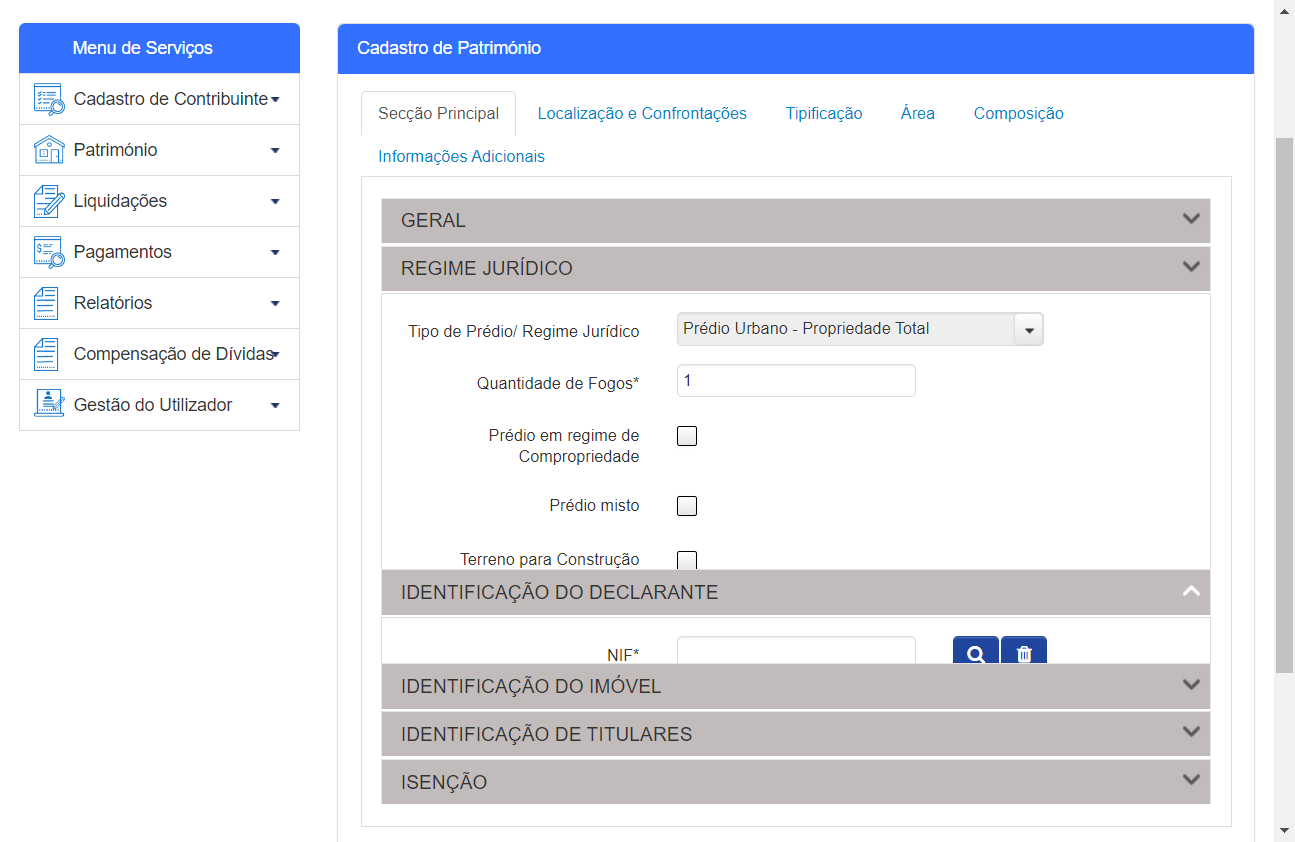 Menu de Serviços
Cadastro de Contribuinte
Património
Liquidações
Pagamentos
Relatórios
Compensação de Dívidas
Gestão do Utilizador
Cadastro de Património
Secção Principal
Localização e Confrontações
Tipificação
Área
Composição
Informações Adicionais
GERAL
REGIME JURÍDICO
Tipo de Prédio/ Regime Jurídico
Prédio Urbano - Propriedade Total
Quantidade de Fogos*
1
Prédio em regime de
Compropriedade
Prédio misto
Terreno para Construção
IDENTIFICAÇÃO DO DECLARANTE
NIF*
IDENTIFICAÇÃO DO IMÓVEL
IDENTIFICAÇÃO DE TITULARES
ISENÇÃO